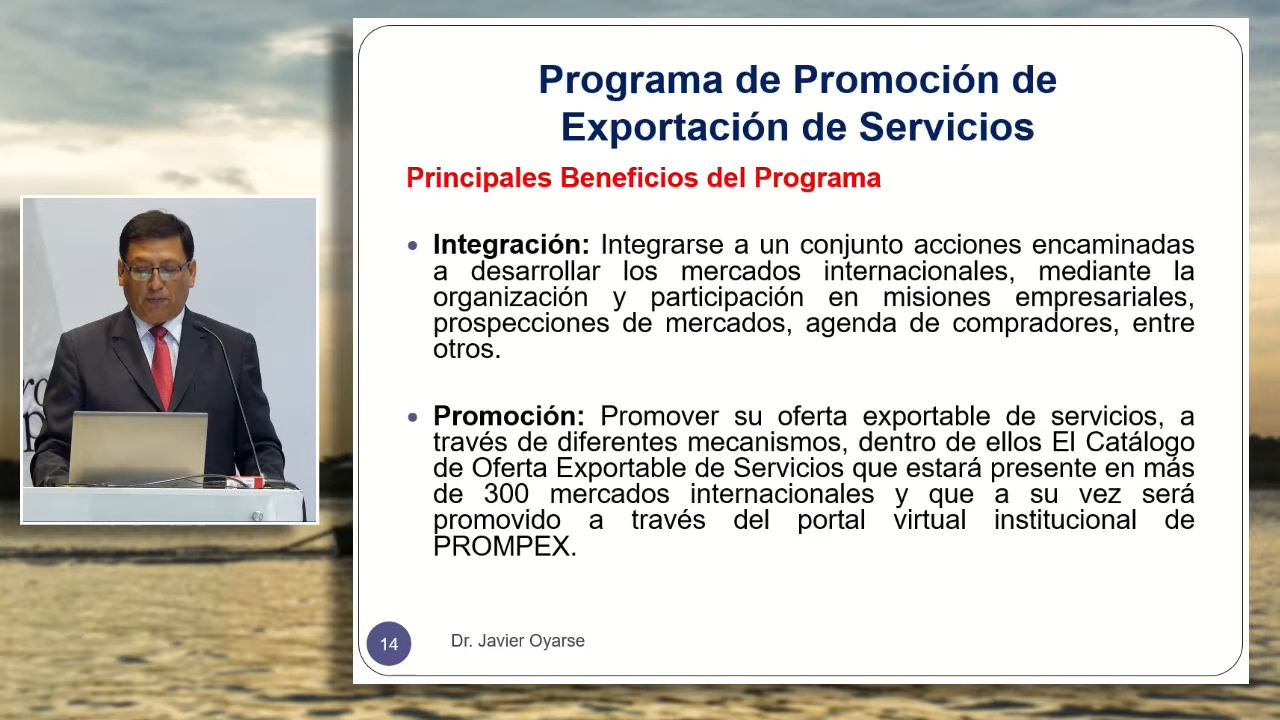 Programa de Promoción de
Exportación de Servicios
Principales Beneficios del Programa
• Integración: Integrarse a un conjunto acciones encaminadas
a desarrollar los mercados internacionales, mediante la
organización y participación en misiones empresariales,
prospecciones de mercados, agenda de compradores, entre
otros.
• Promoción: Promover su oferta exportable de servicios, a
través de diferentes mecanismos, dentro de ellos El Catálogo
de Oferta Exportable de Servicios que estará presente en más
de 300 mercados internacionales y que a su vez será
promovido a través del portal virtual institucional de
PROMPEX.
14
Dr. Javier Oyarse